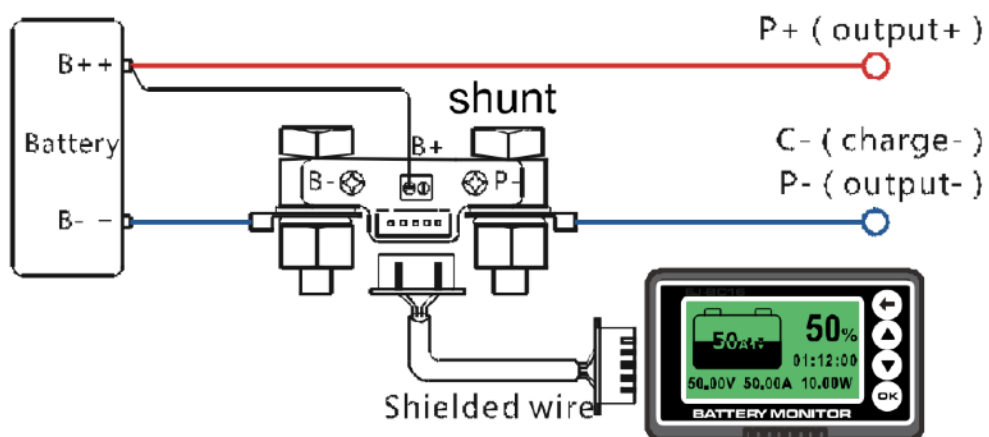 P+ ( output+ )
B++
shunt
Battery
B+
C- ( charge- )
B-
P-
P- ( output- )
B- -
50%
01:12:00
50.00V 50.00A 10.00W
OK
Shielded wire
BATTERY MONITOR